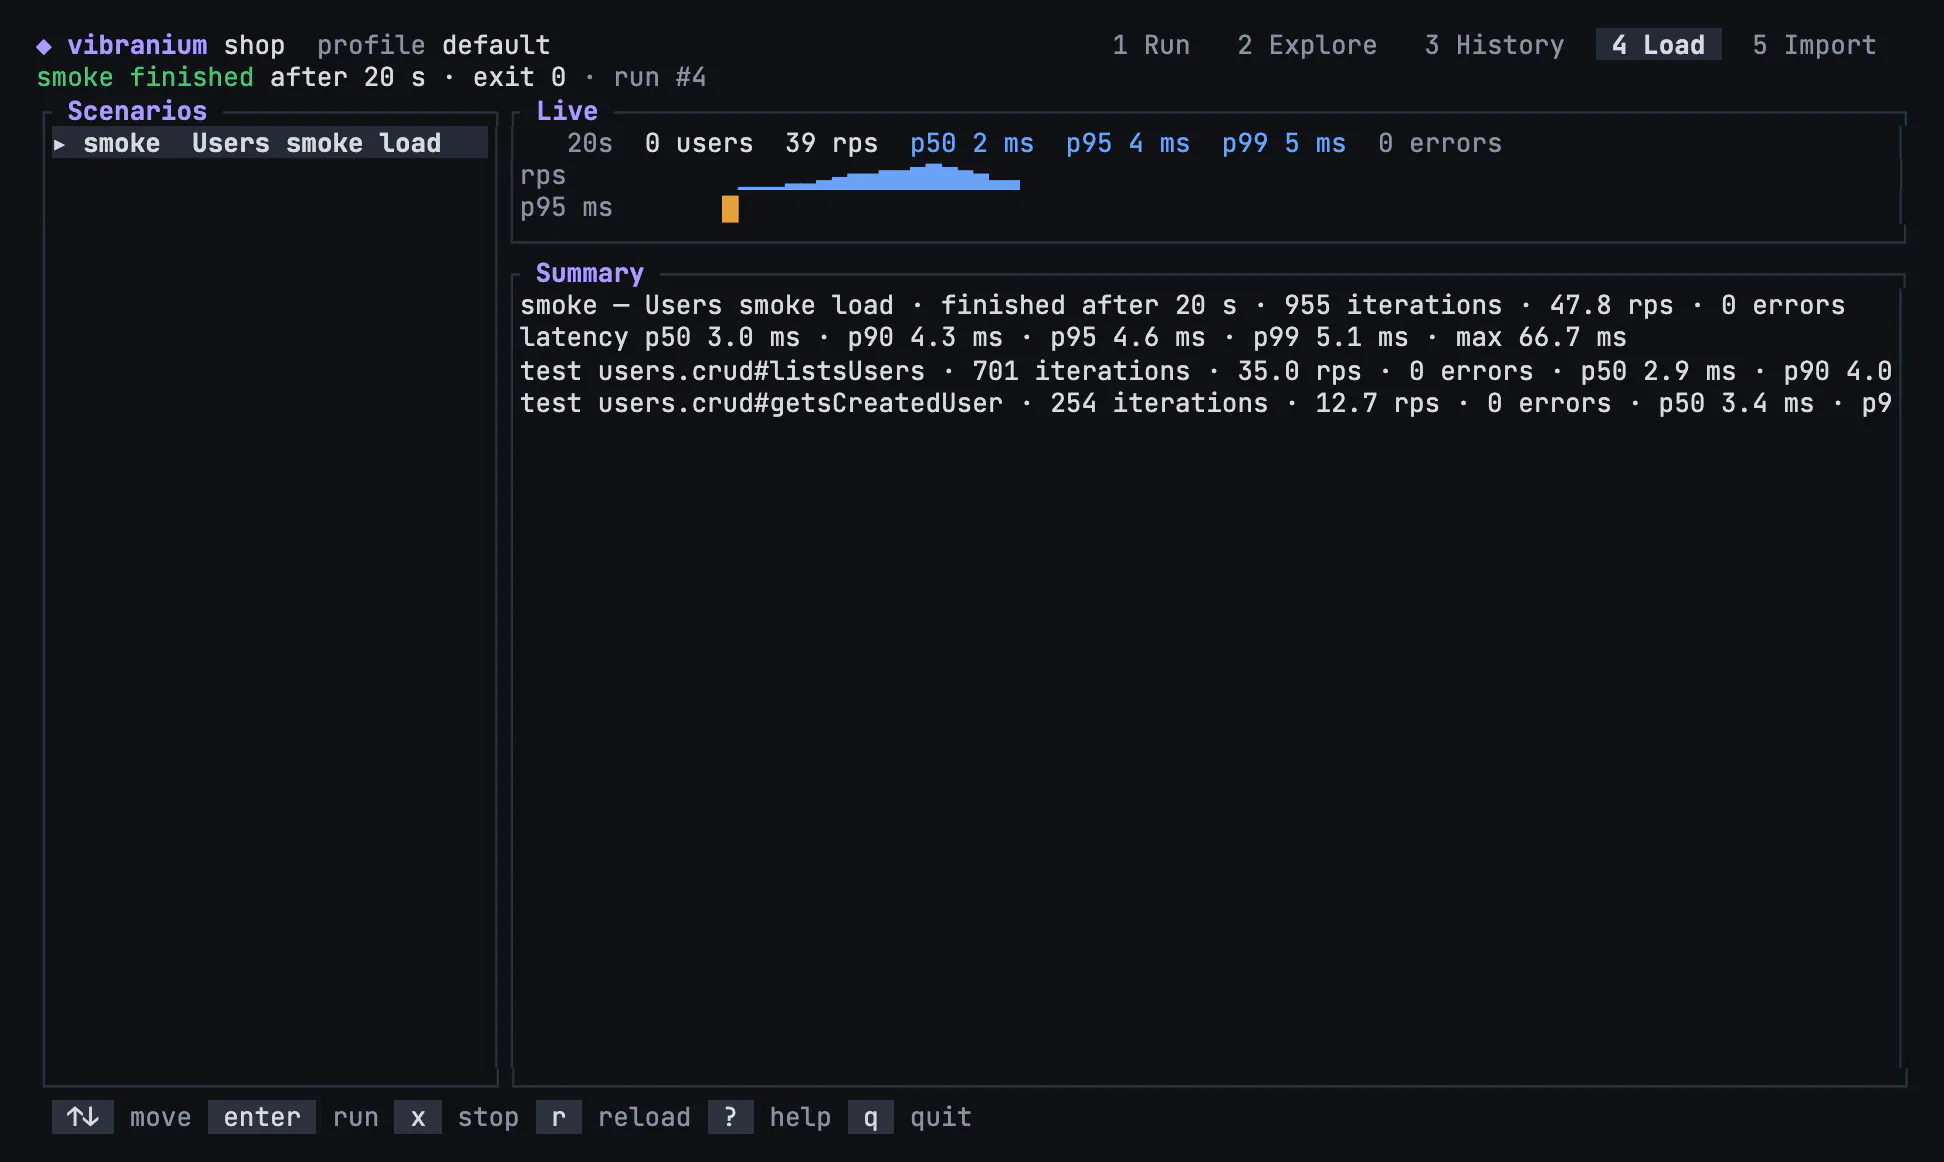 ◆ vibranium shop  profile default  1 Run  2 Explore  3 History  4 Load  5 Import
smoke finished after 20 s · exit 0 · run #4
Scenarios
▸ smoke  Users smoke load
Live
20s  0 users  39 rps  p50 2 ms  p95 4 ms  p99 5 ms  0 errors
rps
p95 ms
Summary
smoke — Users smoke load · finished after 20 s · 955 iterations · 47.8 rps · 0 errors
latency p50 3.0 ms · p90 4.3 ms · p95 4.6 ms · p99 5.1 ms · max 66.7 ms
test users.crud#listsUsers · 701 iterations · 35.0 rps · 0 errors · p50 2.9 ms · p90 4.0
test users.crud#getsCreatedUser · 254 iterations · 12.7 rps · 0 errors · p50 3.4 ms · p9
↑↓ move  enter run  x stop  r reload  ? help  q quit